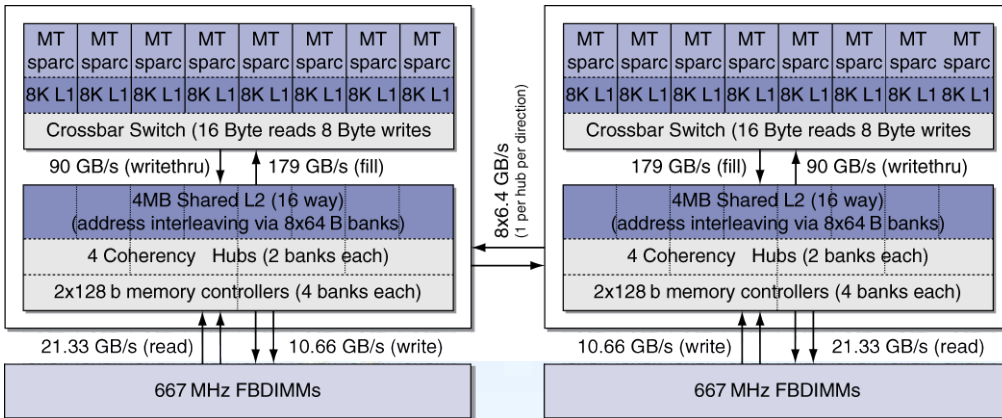 MT MT MT MT MT MT MT MT
sparc sparc sparc sparc sparc sparc sparc sparc
8K L1 8K L1 8K L1 8K L1 8K L1 8K L1 8K L1 8K L1
Crossbar Switch (16 Byte reads 8 Byte writes
90 GB/s (writethru)
179 GB/s (fill)
4MB Shared L2 (16 way)
(address interleaving via 8x64 B banks)
4 Coherency Hubs (2 banks each)
2x128 b memory controllers (4 banks each)
21.33 GB/s (read)
10.66 GB/s (write)
667 MHz FBDIMMs
8x6.4 GB/s
(1 per hub per direction)
MT MT MT MT MT MT MT MT
sparc sparc sparc sparc sparc sparc sparc sparc
8K L1 8K L1 8K L1 8K L1 8K L1 8K L1 8K L1 8K L1
Crossbar Switch (16 Byte reads 8 Byte writes
179 GB/s (fill)
90 GB/s (writethru)
4MB Shared L2 (16 way)
(address interleaving via 8x64 B banks)
4 Coherency Hubs (2 banks each)
2x128 b memory controllers (4 banks each)
10.66 GB/s (write)
21.33 GB/s (read)
667 MHz FBDIMMs